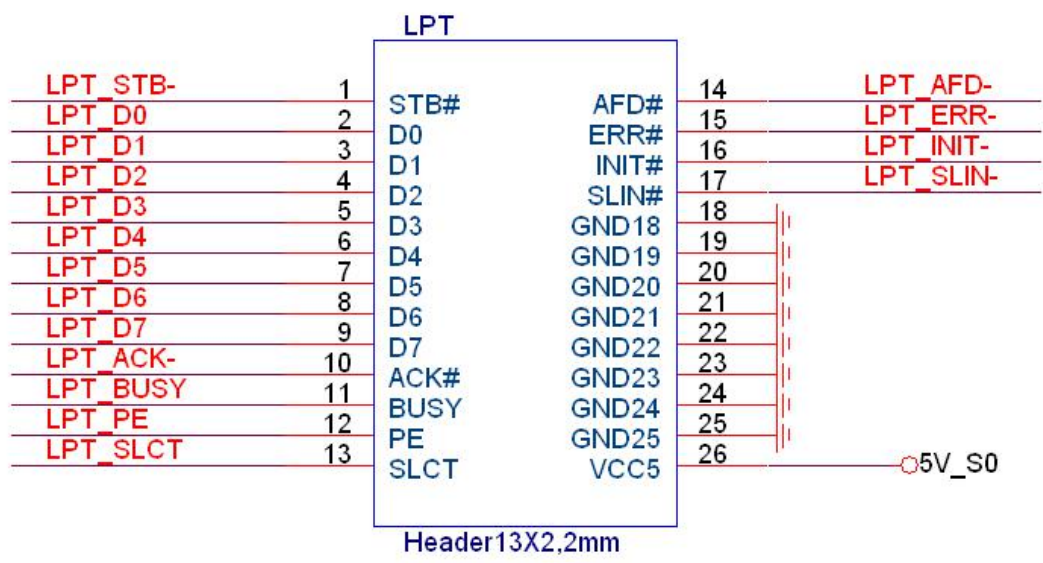 LPT
LPT_STB- 1 STB# AFD# 14 LPT_AFD-
LPT_D0 2 D0 ERR# 15 LPT_ERR-
LPT_D1 3 D1 INIT# 16 LPT_INIT-
LPT_D2 4 D2 SLIN# 17 LPT_SLIN-
LPT_D3 5 D3 GND18 18
LPT_D4 6 D4 GND19 19
LPT_D5 7 D5 GND20 20
LPT_D6 8 D6 GND21 21
LPT_D7 9 D7 GND22 22
LPT_ACK- 10 ACK# GND23 23
LPT_BUSY 11 BUSY GND24 24
LPT_PE 12 PE GND25 25
LPT_SLCT 13 SLCT VCC5 26 5V_S0
Header13X2,2mm